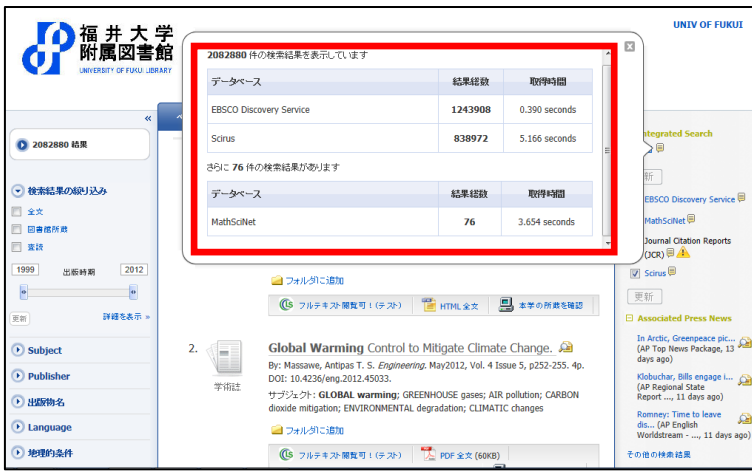 福井大学
附属図書館
UNIVERSITY OF FUKUI LIBRARY
UNIV OF FUKUI
2082880 件の検索結果を表示しています
データベース 結果総数 取得時間
EBSCO Discovery Service 1243908 0.390 seconds
Scirus 838972 5.166 seconds
さらに 76 件の検索結果があります
データベース 結果総数 取得時間
MathSciNet 76 3.654 seconds
«
2082880 結果
検索結果の絞り込み
全文
図書館所蔵
査読
1999 出版時期 2012
更新 詳細を表示 »
Subject
Publisher
出版物名
Language
地理的条件
フォルダに追加
フルテキスト閲覧可！(テスト) HTML 全文 本学の所蔵を確認
2.
学術誌
Global Warming Control to Mitigate Climate Change.
By: Massawe, Antipas T. S. Engineering. May2012, Vol. 4 Issue 5, p252-255. 4p.
DOI: 10.4236/eng.2012.45033.
サブジェクト: GLOBAL warming; GREENHOUSE gases; AIR pollution; CARBON
dioxide mitigation; ENVIRONMENTAL degradation; CLIMATIC changes
フォルダに追加
フルテキスト閲覧可！(テスト) PDF 全文 (60KB)
ntegrated Search
新
EBSCO Discovery Service
MathSciNet
Journal Citation Reports
(JCR)
Scirus
更新
Associated Press News
In Arctic, Greenpeace pic...
(AP Top News Package, 13
days ago)
Klobuchar, Bills engage i...
(AP Regional State
Report ..., 11 days ago)
Romney: Time to leave
dis... (AP English
Worldstream - ..., 11 days ago)
その他の検索結果